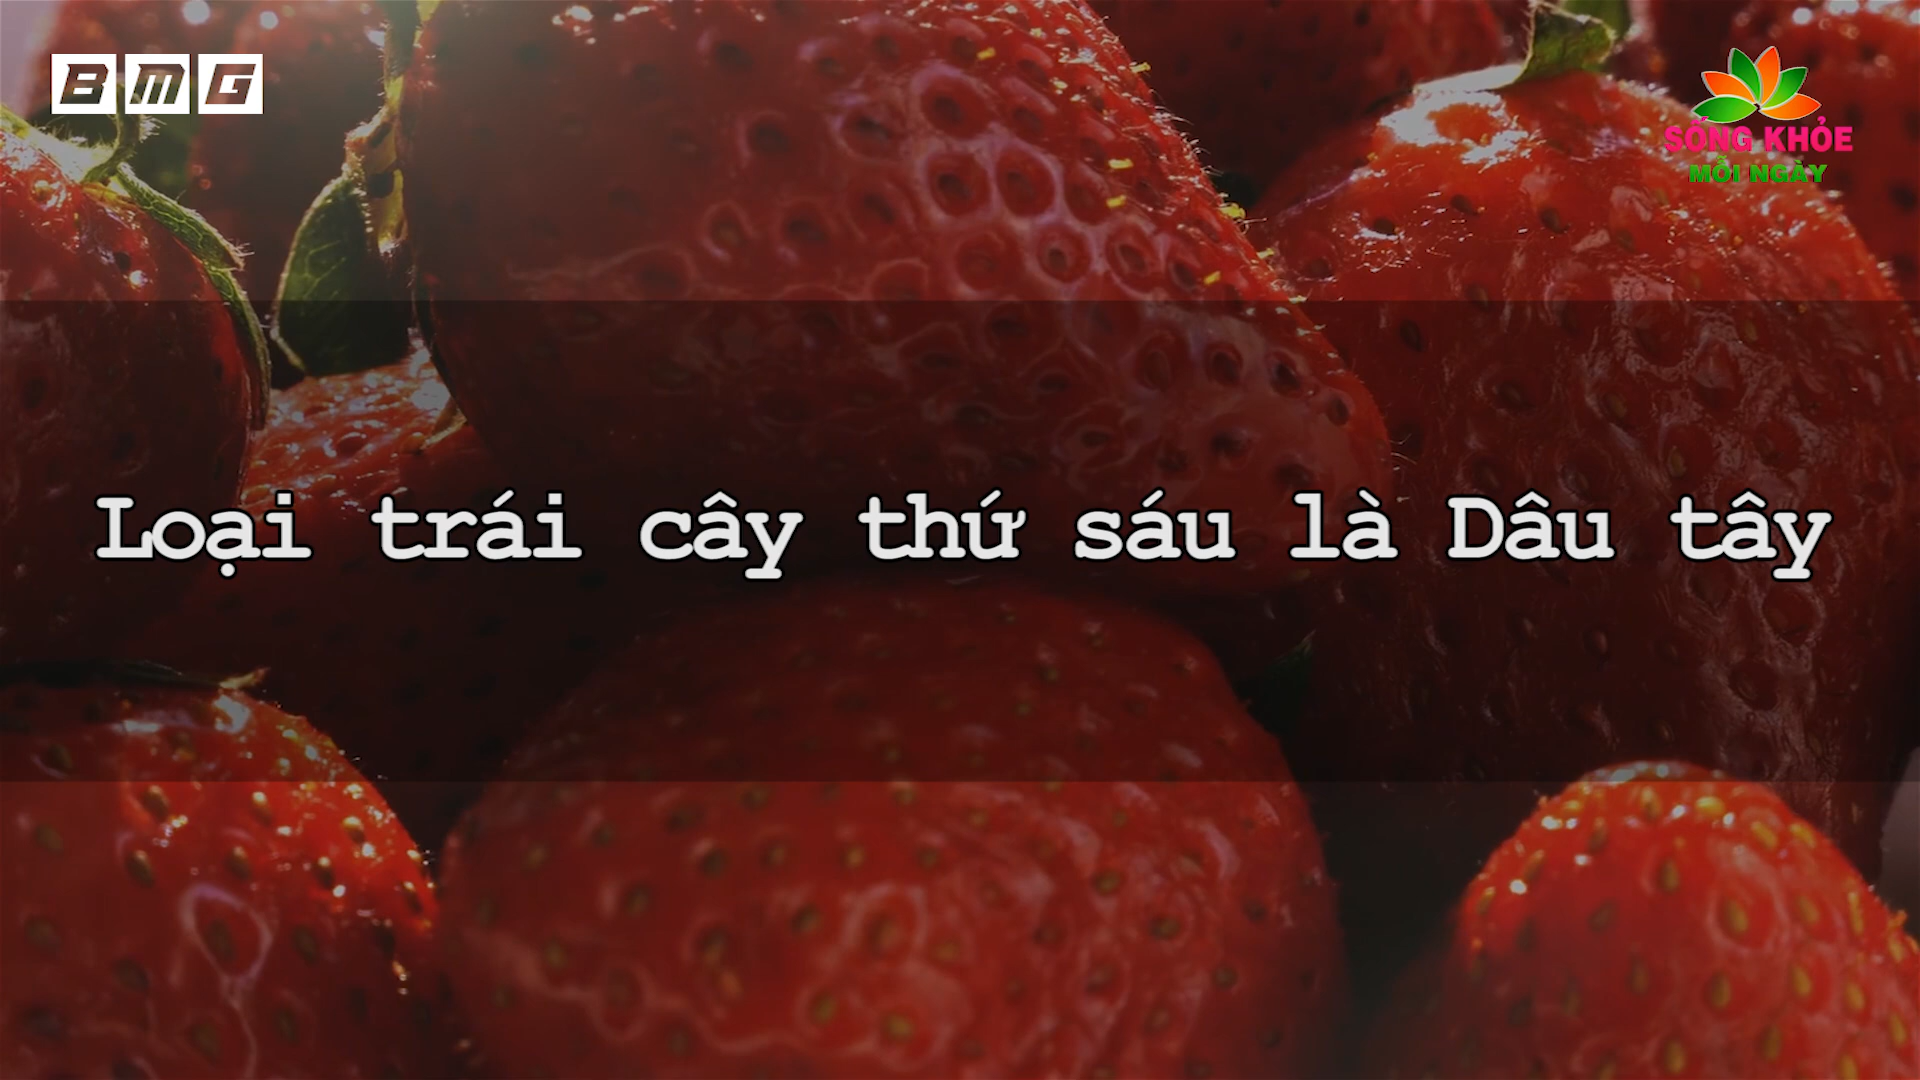 BMG
SỐNG KHỎE
MỖI NGÀY
Loại trái cây thứ sáu là Dâu tây